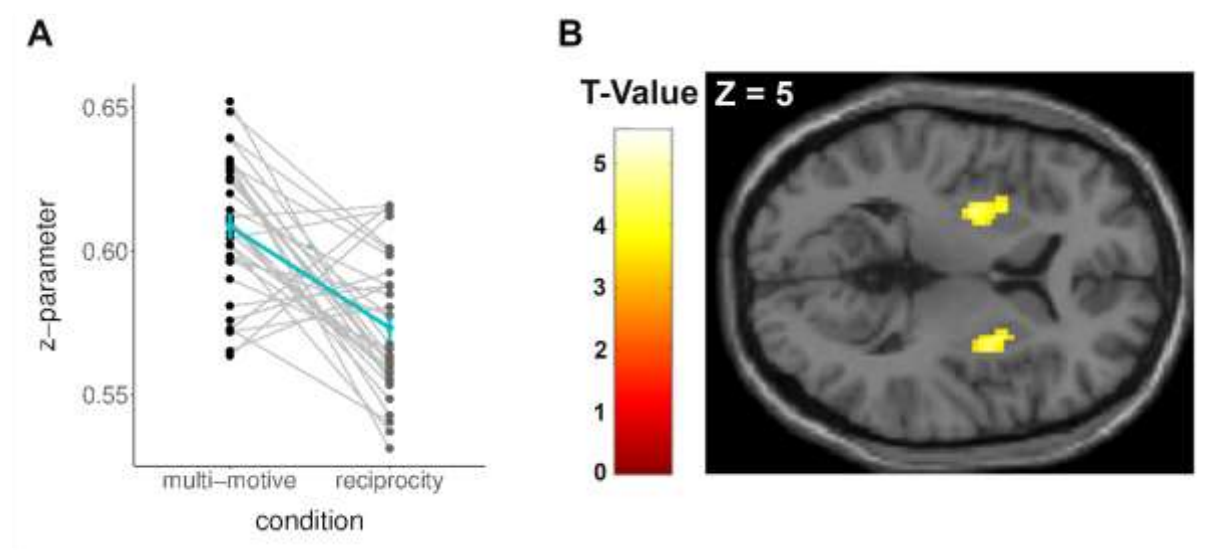 A
0.65
0.60
0.55
z-parameter
multi-motive reciprocity
condition
B
T-Value
5
4
3
2
1
0
Z = 5